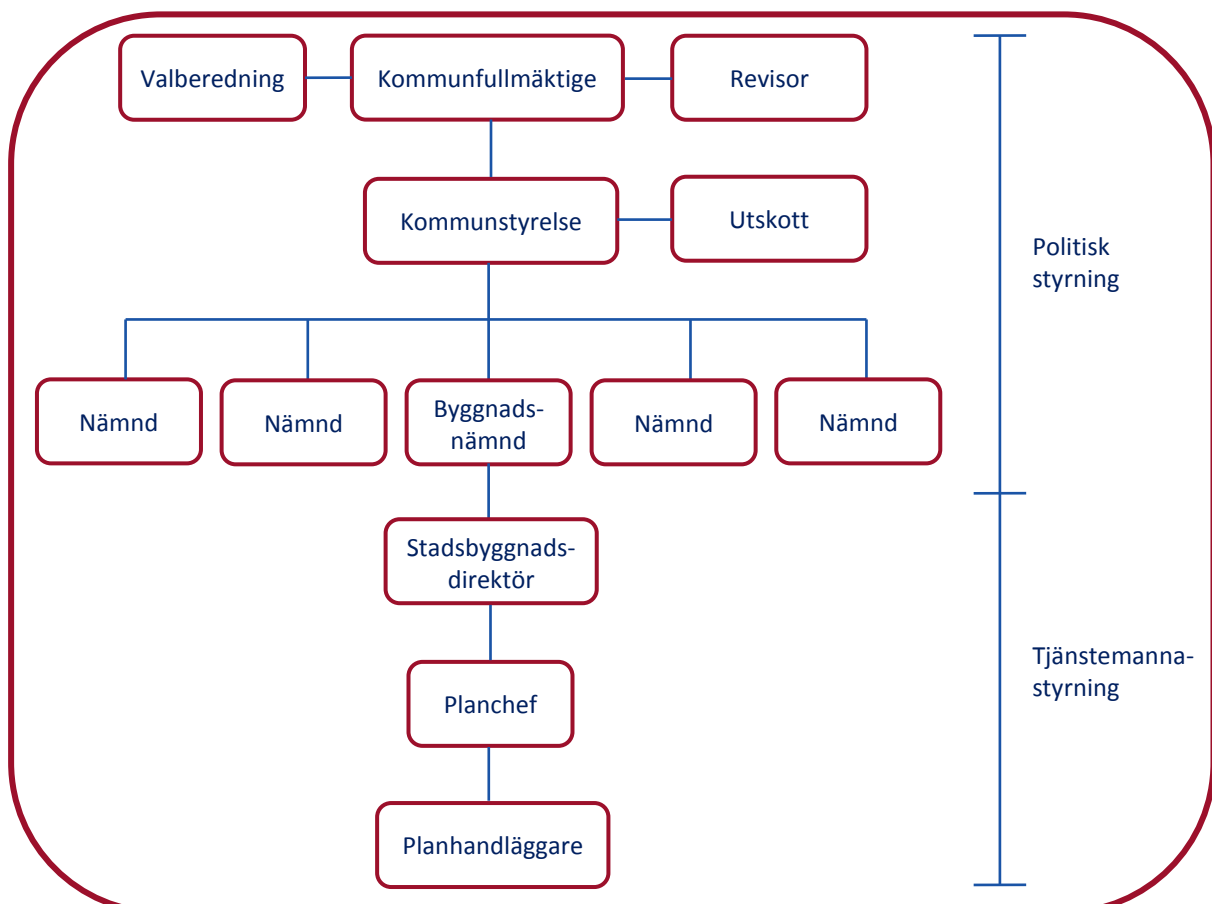 Valberedning
Kommunfullmäktige
Revisor
Kommunstyrelse
Utskott
Politisk
styrning
Nämnd
Nämnd
Byggnads-
nämnd
Nämnd
Nämnd
Stadsbyggnads-
direktör
Planchef
Tjänstemanna-
styrning
Planhandläggare